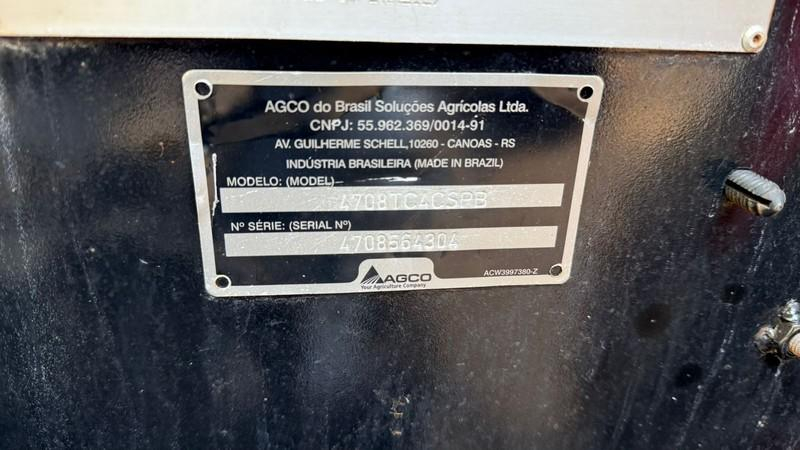 AGCO do Brasil Soluções Agrícolas Ltda.
CNPJ: 55.962.369/0014-91
AV. GUILHERME SCHELL,10260 - CANOAS - RS
INDÚSTRIA BRASILEIRA (MADE IN BRAZIL)
MODELO: (MODEL)
4708TC4CSPB
Nº SÉRIE: (SERIAL Nº)
4708564304
AGCO
Your Agriculture Company
ACW3997380-Z